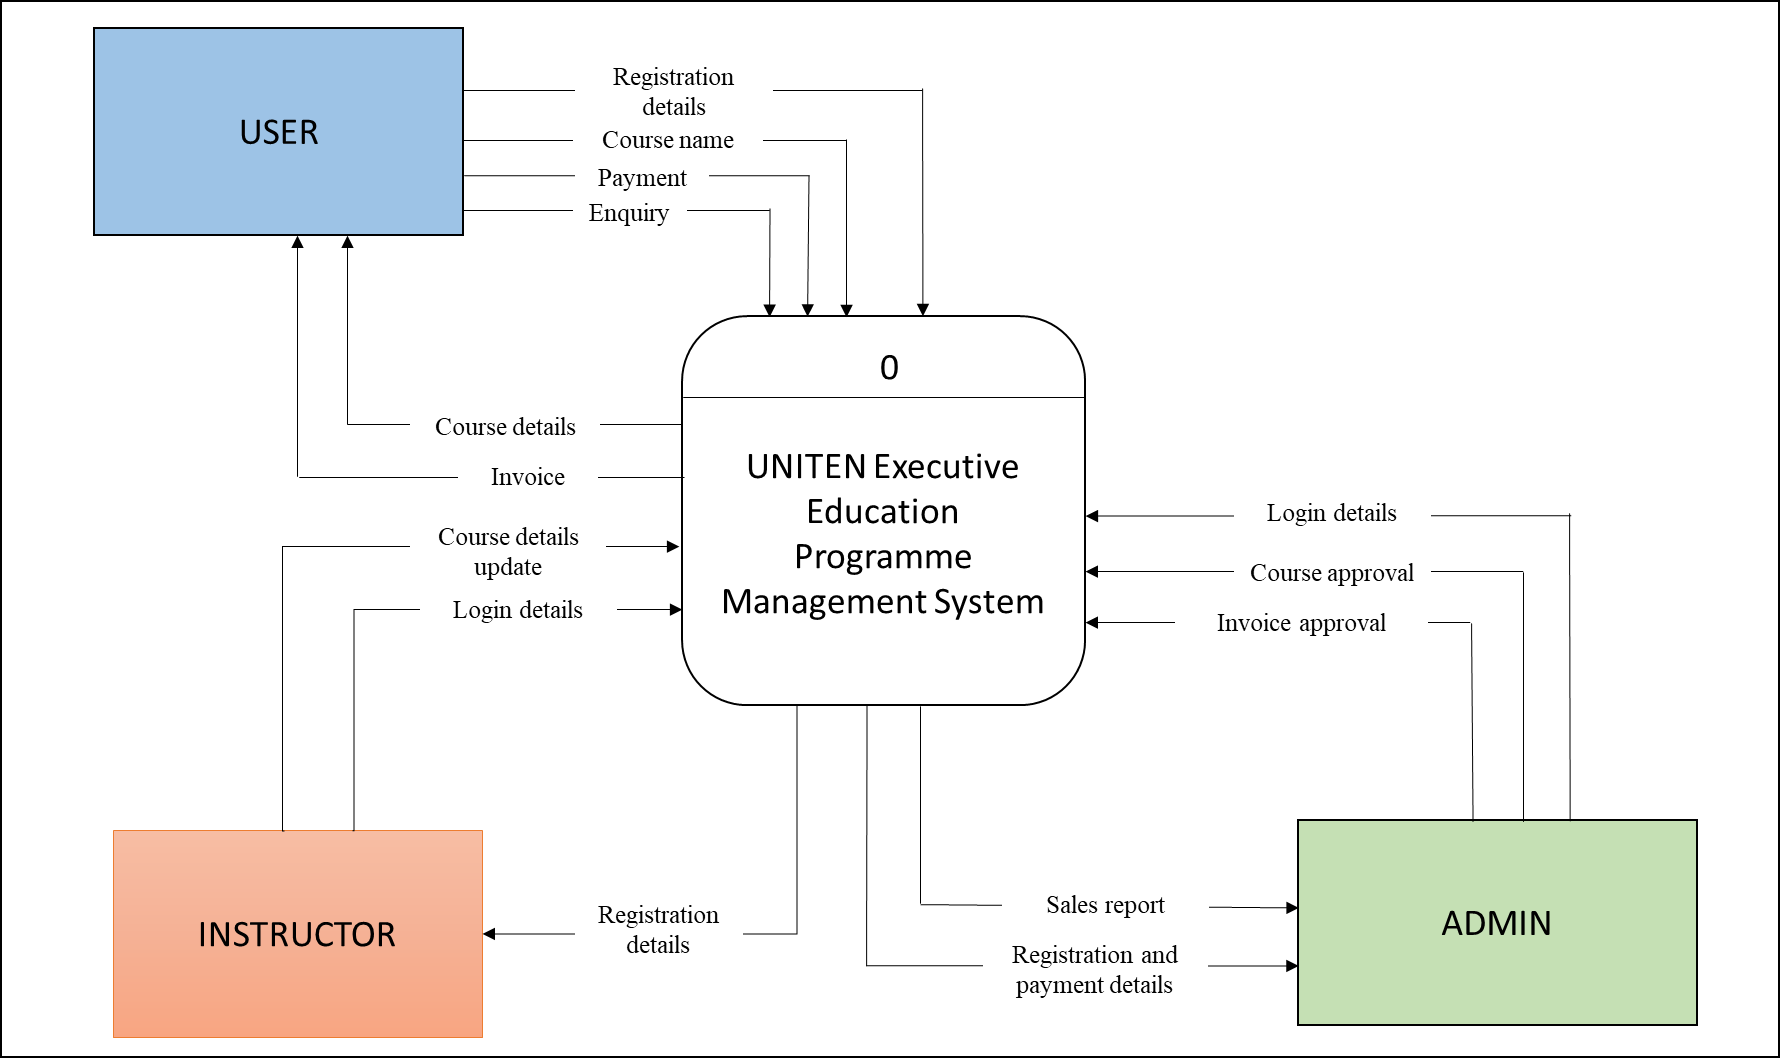 USER
Registration
details
Course name
Payment
Enquiry
0
UNITEN Executive
Education
Programme
Management System
Course details
Invoice
Course details
update
Login details
Login details
Course approval
Invoice approval
INSTRUCTOR
Registration
details
Sales report
Registration and
payment details
ADMIN